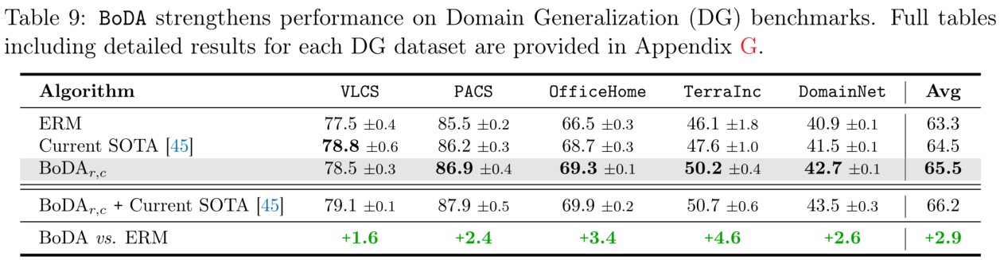 Table 9: BoDA strengthens performance on Domain Generalization (DG) benchmarks. Full tables
including detailed results for each DG dataset are provided in Appendix G.
Algorithm VLCS PACS OfficeHome TerraInc DomainNet Avg
ERM 77.5 ±0.4 85.5 ±0.2 66.5 ±0.3 46.1 ±1.8 40.9 ±0.1 63.3
Current SOTA [45] 78.8 ±0.6 86.2 ±0.3 68.7 ±0.3 47.6 ±1.0 41.5 ±0.1 64.5
BoDAr,c 78.5 ±0.3 86.9 ±0.4 69.3 ±0.1 50.2 ±0.4 42.7 ±0.1 65.5
BoDAr,c + Current SOTA [45] 79.1 ±0.1 87.9 ±0.5 69.9 ±0.2 50.7 ±0.6 43.5 ±0.3 66.2
BoDA vs. ERM +1.6 +2.4 +3.4 +4.6 +2.6 +2.9